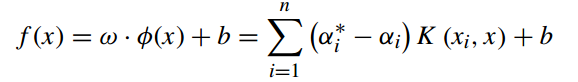 f(x) = ω · ϕ(x) + b = ∑_{i=1}^{n} (α_i^* − α_i) K (x_i, x) + b